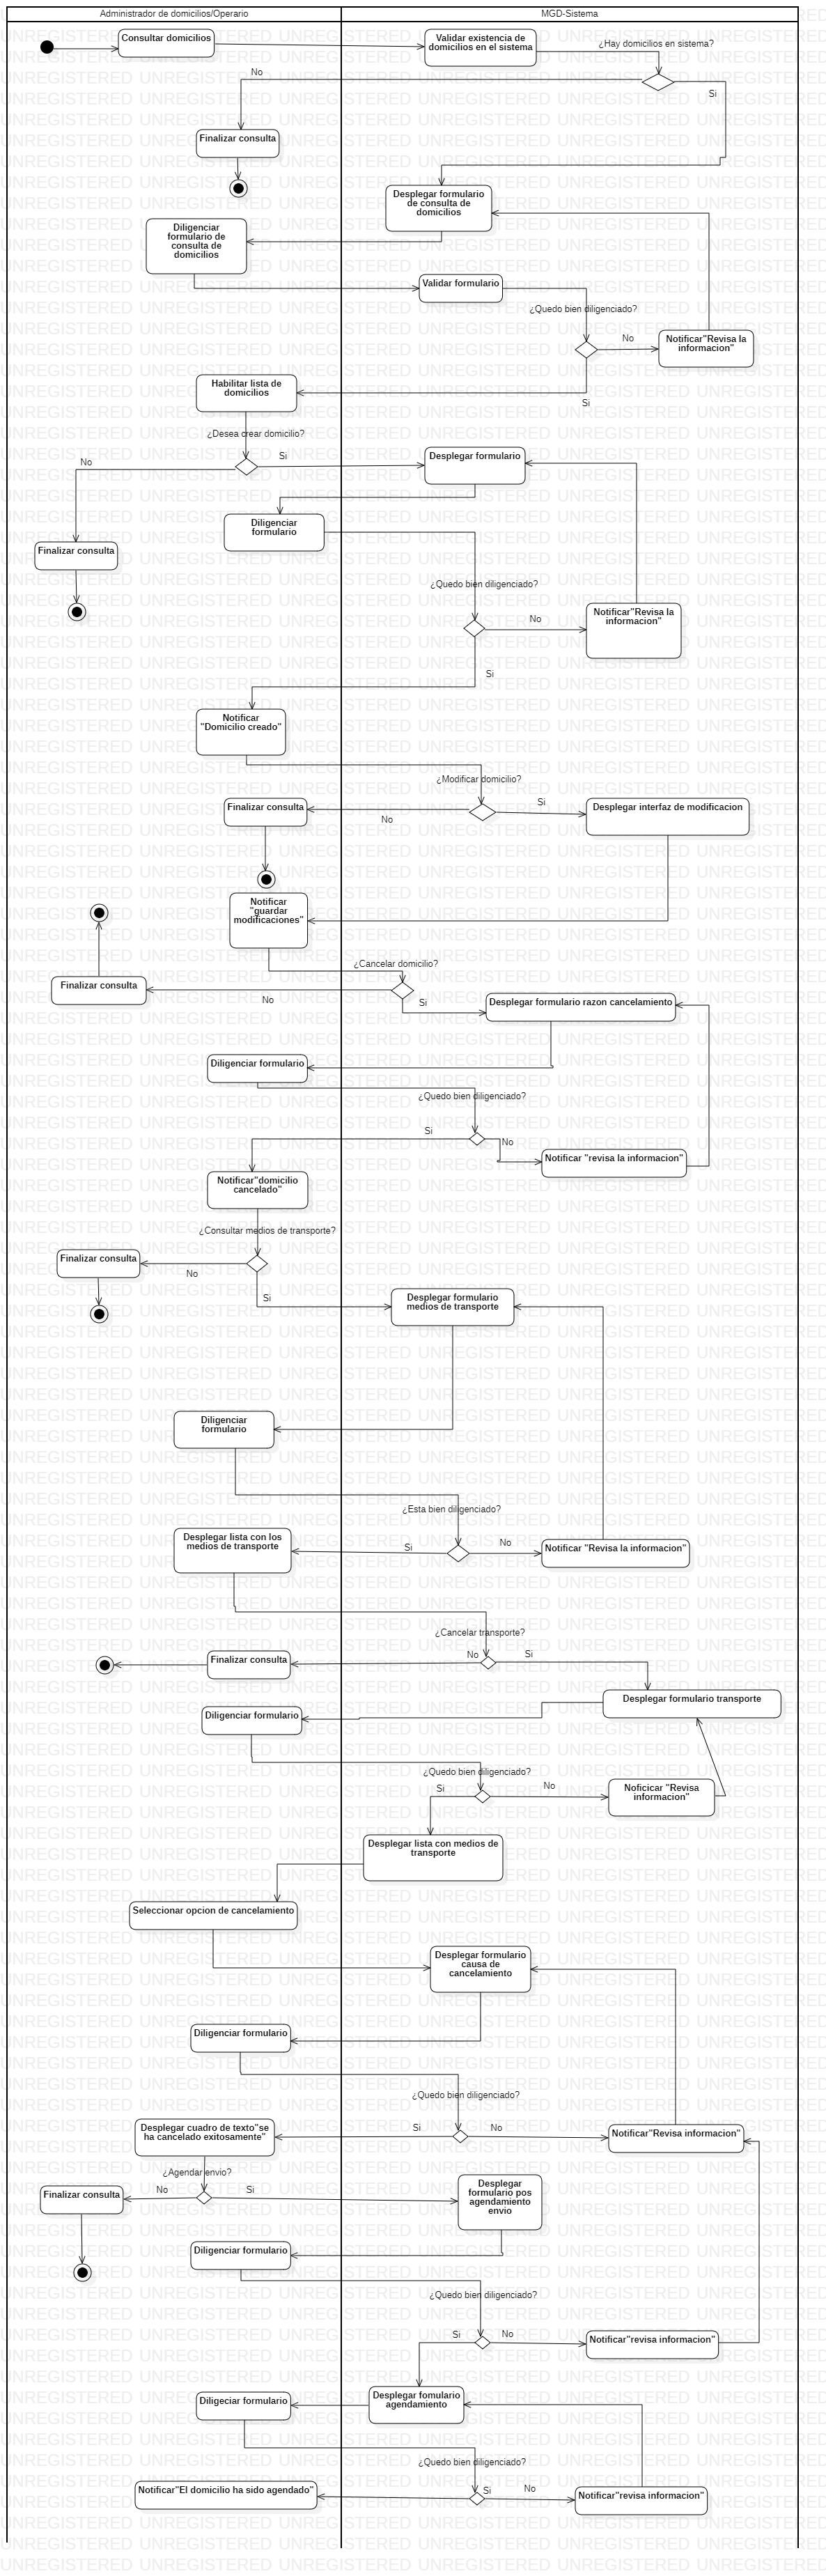 Administrador de domicilios/Operario
MGD-Sistema
Consultar domicilios
Validar existencia de
domicilios en el sistema
¿Hay domicilios en sistema?
No
Si
Finalizar consulta
Desplegar formulario
de consulta de
domicilios
Diligenciar
formulario de
consulta de
domicilios
Validar formulario
¿Quedo bien diligenciado?
No
Notificar"Revisa la
informacion"
Si
Habilitar lista de
domicilios
¿Desea crear domicilio?
No
Si
Desplegar formulario
Diligenciar
formulario
Finalizar consulta
¿Quedo bien diligenciado?
No
Notificar"Revisa la
informacion"
Si
Notificar
"Domicilio creado"
¿Modificar domicilio?
Finalizar consulta
No
Si
Desplegar interfaz de modificacion
Notificar
"guardar
modificaciones"
¿Cancelar domicilio?
Finalizar consulta
No
Si
Desplegar formulario razon cancelamiento
Diligenciar formulario
¿Quedo bien diligenciado?
Si
No
Notificar "revisa la informacion"
Notificar"domicilio
cancelado"
¿Consultar medios de transporte?
Finalizar consulta
No
Si
Desplegar formulario
medios de transporte
Diligenciar
formulario
¿Esta bien diligenciado?
Desplegar lista con los
medios de transporte
Si
No
Notificar "Revisa la informacion"
¿Cancelar transporte?
Finalizar consulta
No
Si
Desplegar formulario transporte
Diligenciar formulario
¿Quedo bien diligenciado?
Si
No
Noficicar "Revisa
informacion"
Desplegar lista con medios de
transporte
Seleccionar opcion de cancelamiento
Desplegar formulario
causa de
cancelamiento
Diligenciar formulario
¿Quedo bien diligenciado?
Desplegar cuadro de texto"se
ha cancelado exitosamente"
Si
No
Notificar"Revisa informacion"
¿Agendar envio?
Finalizar consulta
No
Si
Desplegar
formulario pos
agendamiento
envio
Diligenciar formulario
¿Quedo bien diligenciado?
Si
No
Notificar"revisa informacion"
Desplegar fomulario
agendamiento
Diligeciar formulario
¿Quedo bien diligenciado?
Notificar"El domicilio ha sido agendado"
Si
No
Notificar"revisa informacion"